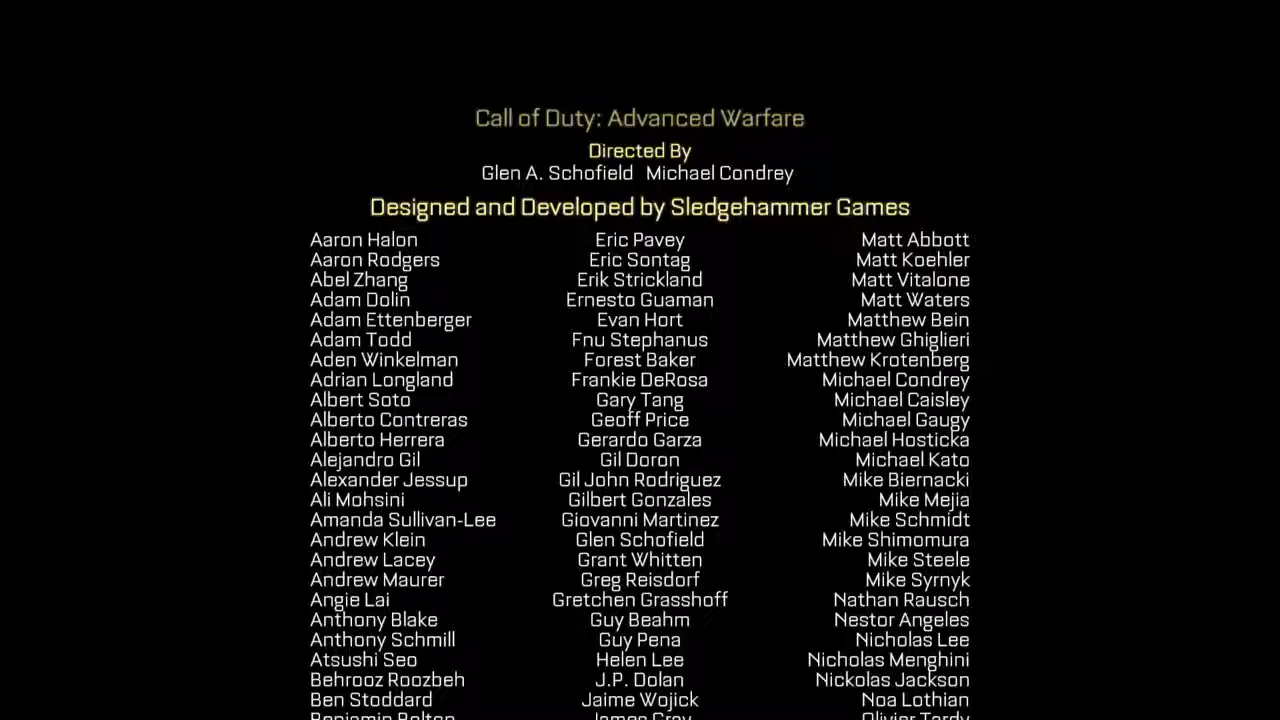 Call of Duty: Advanced Warfare
Directed By
Glen A. Schofield Michael Condrey
Designed and Developed by Sledgehammer Games
Aaron Halon Eric Pavey Matt Abbott
Aaron Rodgers Eric Sontag Matt Koehler
Abel Zhang Erik Strickland Matt Vitalone
Adam Dolin Ernesto Guaman Matt Waters
Adam Ettenberger Evan Hort Matthew Bein
Adam Todd Fnu Stephanus Matthew Ghiglieri
Aden Winkelman Forest Baker Matthew Krotenberg
Adrian Longland Frankie DeRosa Michael Condrey
Albert Soto Gary Tang Michael Caisley
Alberto Contreras Geoff Price Michael Gaugy
Alberto Herrera Gerardo Garza Michael Hosticka
Alejandro Gil Gil Doron Michael Kato
Alexander Jessup Gil John Rodriguez Mike Biernacki
Ali Mohsini Gilbert Gonzales Mike Mejia
Amanda Sullivan-Lee Giovanni Martinez Mike Schmidt
Andrew Klein Glen Schofield Mike Shimomura
Andrew Lacey Grant Whitten Mike Steele
Andrew Maurer Greg Reisdorf Mike Syrnyk
Angie Lai Gretchen Grasshoff Nathan Rausch
Anthony Blake Guy Beahm Nestor Angeles
Anthony Schmill Guy Pena Nicholas Lee
Atsushi Seo Helen Lee Nicholas Menghini
Behrooz Roozbeh J.P. Dolan Nickolas Jackson
Ben Stoddard Jaime Wojick Noa Lothian
James Gray Olivier Tardy